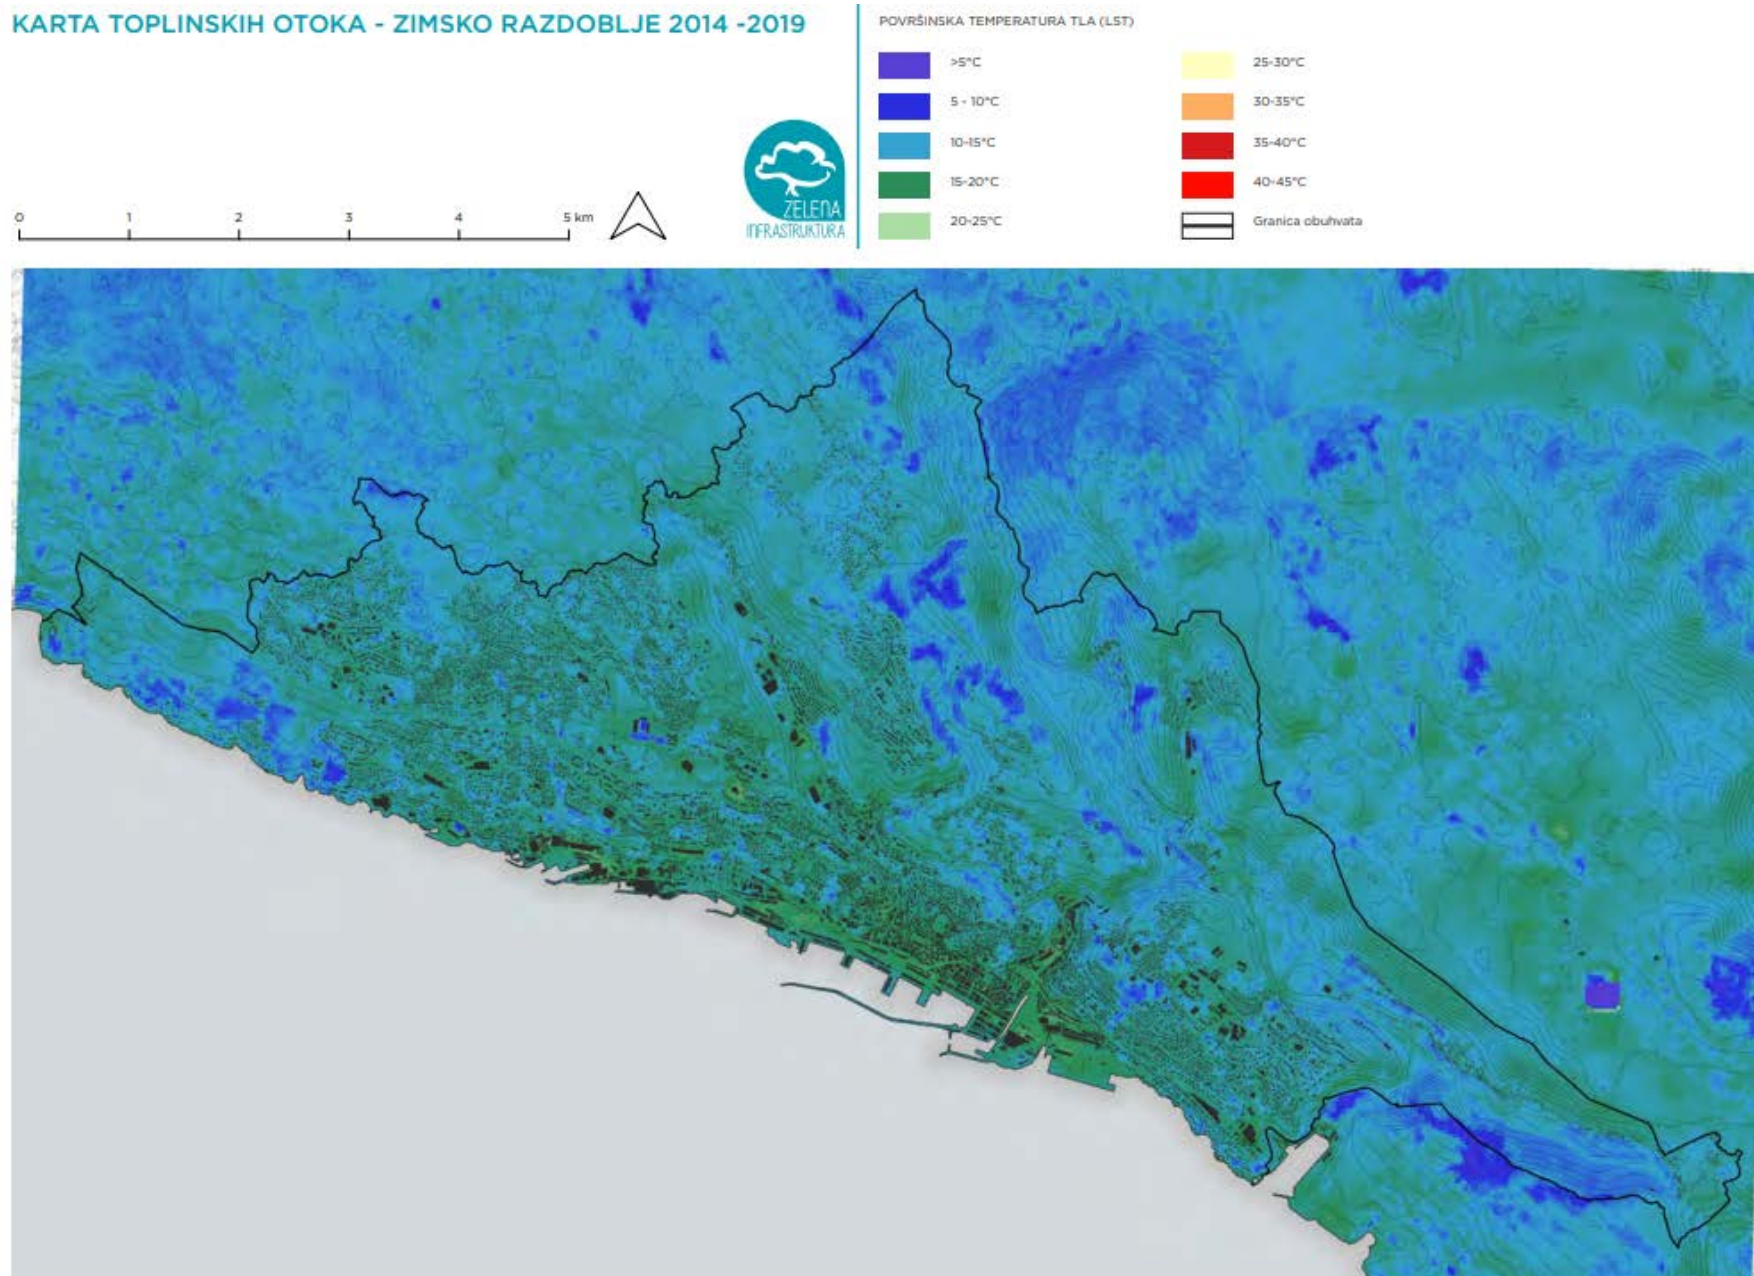 KARTA TOPLINSKIH OTOKA - ZIMSKO RAZDOBLJE 2014 -2019
0 1 2 3 4 5 km
ZELENA
INFRASTRUKTURA
POVRŠINSKA TEMPERATURA TLA (LST)
>5°C
5 - 10°C
10-15°C
15-20°C
20-25°C
25-30°C
30-35°C
35-40°C
40-45°C
Granica obuhvata